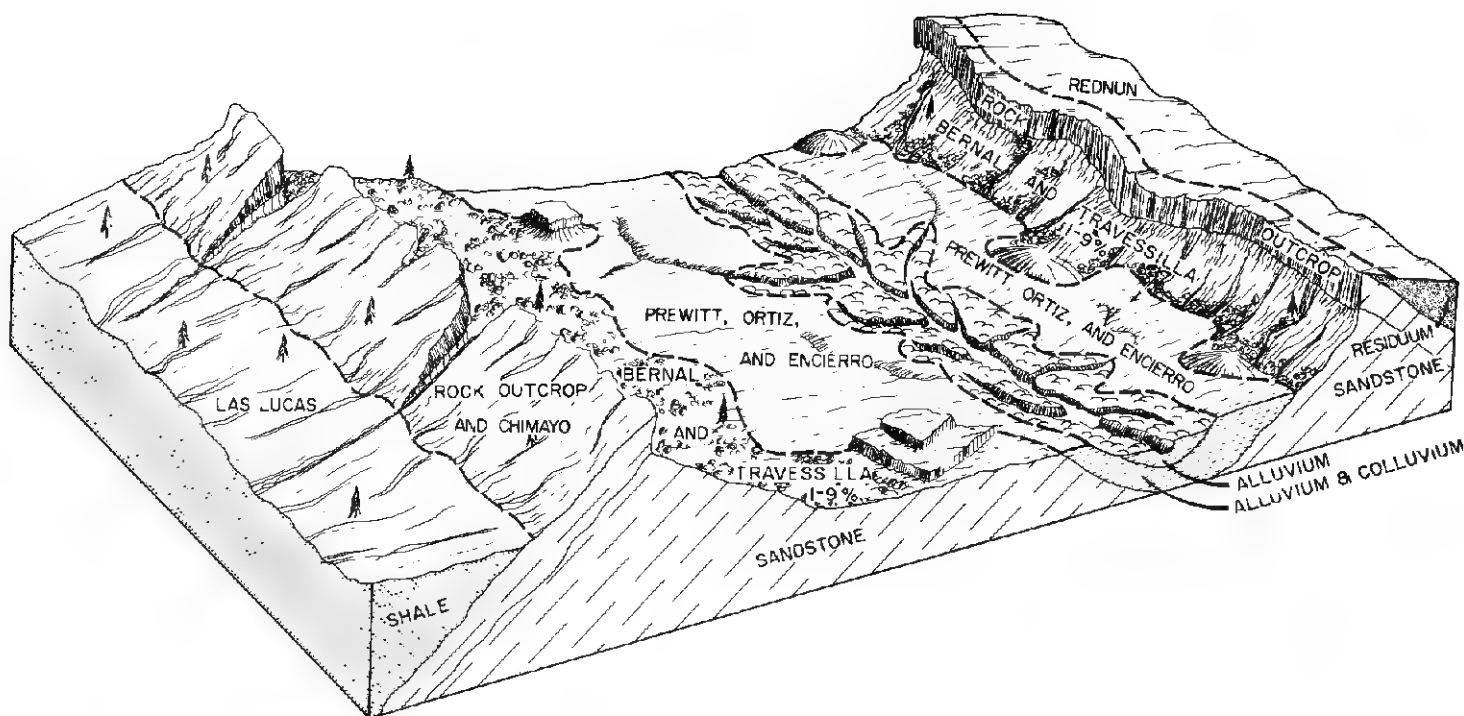 REDNUN
ROCK
OUTCROP
BERNAL
AND
TRAVESSILLA
1-9%
PREWITT, ORTIZ, AND ENCIERRO
PREWITT, ORTIZ,
AND ENCIERRO
BERNAL
AND
TRAVESSILLA
1-9%
LAS LUCAS
ROCK OUTCROP
AND CHIMAYO
RESIDUUM
SANDSTONE
ALLUVIUM
ALLUVIUM & COLLUVIUM
SANDSTONE
SHALE